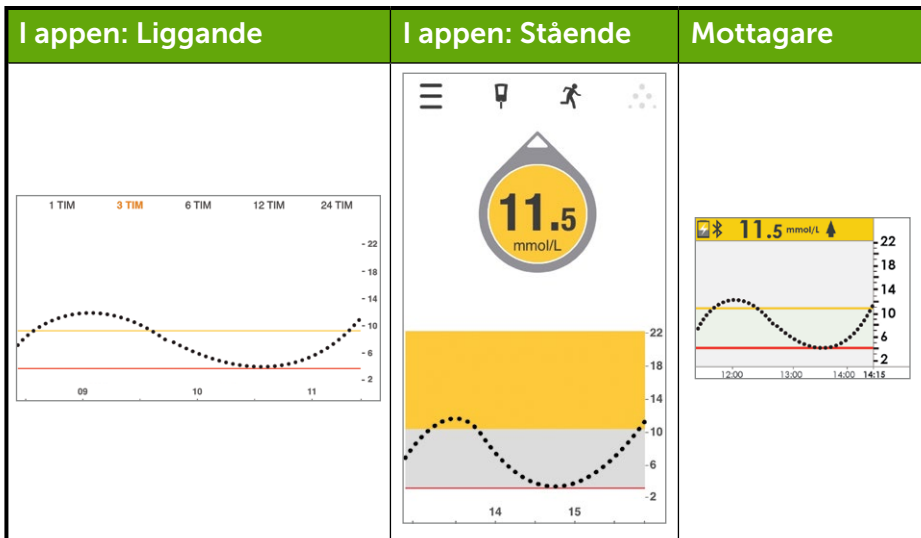 I appen: Liggande
I appen: Stående
Mottagare
1 TIM 3 TIM 6 TIM 12 TIM 24 TIM
22
18
14
10
6
2
09 10 11
11.5
mmol/L
22
18
14
10
6
2
14 15
11.5 mmol/L
22
18
14
10
6
2
12:00 13:00 14:00 14:15